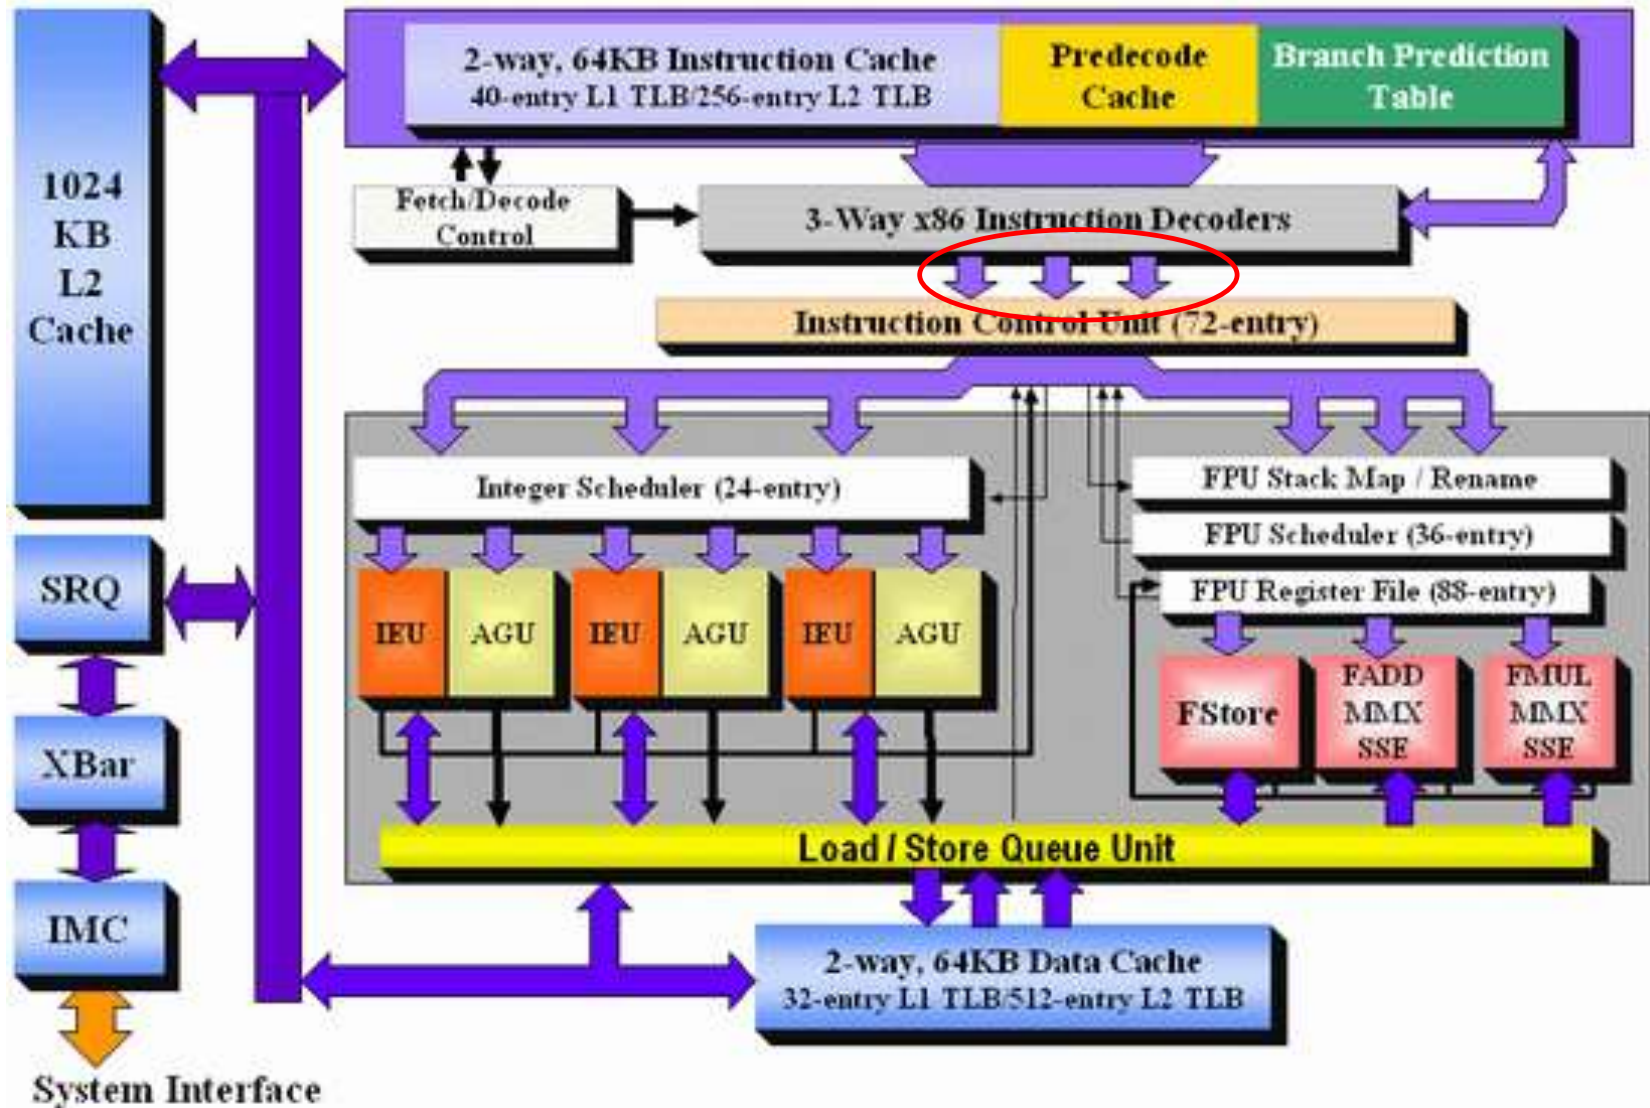 2-way, 64KB Instruction Cache
40-entry L1 TLB/256-entry L2 TLB
Predecode
Cache
Branch Prediction
Table
1024
KB
L2
Cache
Fetch/Decode
Control
3-Way x86 Instruction Decoders
Instruction Control Unit (72-entry)
Integer Scheduler (24-entry)
FPU Stack Map / Rename
FPU Scheduler (36-entry)
FPU Register File (88-entry)
SRQ
IEU
AGU
IEU
AGU
IEU
AGU
FStore
FADD
MMX
SSE
FMUL
MMX
SSE
XBar
Load / Store Queue Unit
IMC
2-way, 64KB Data Cache
32-entry L1 TLB/512-entry L2 TLB
System Interface